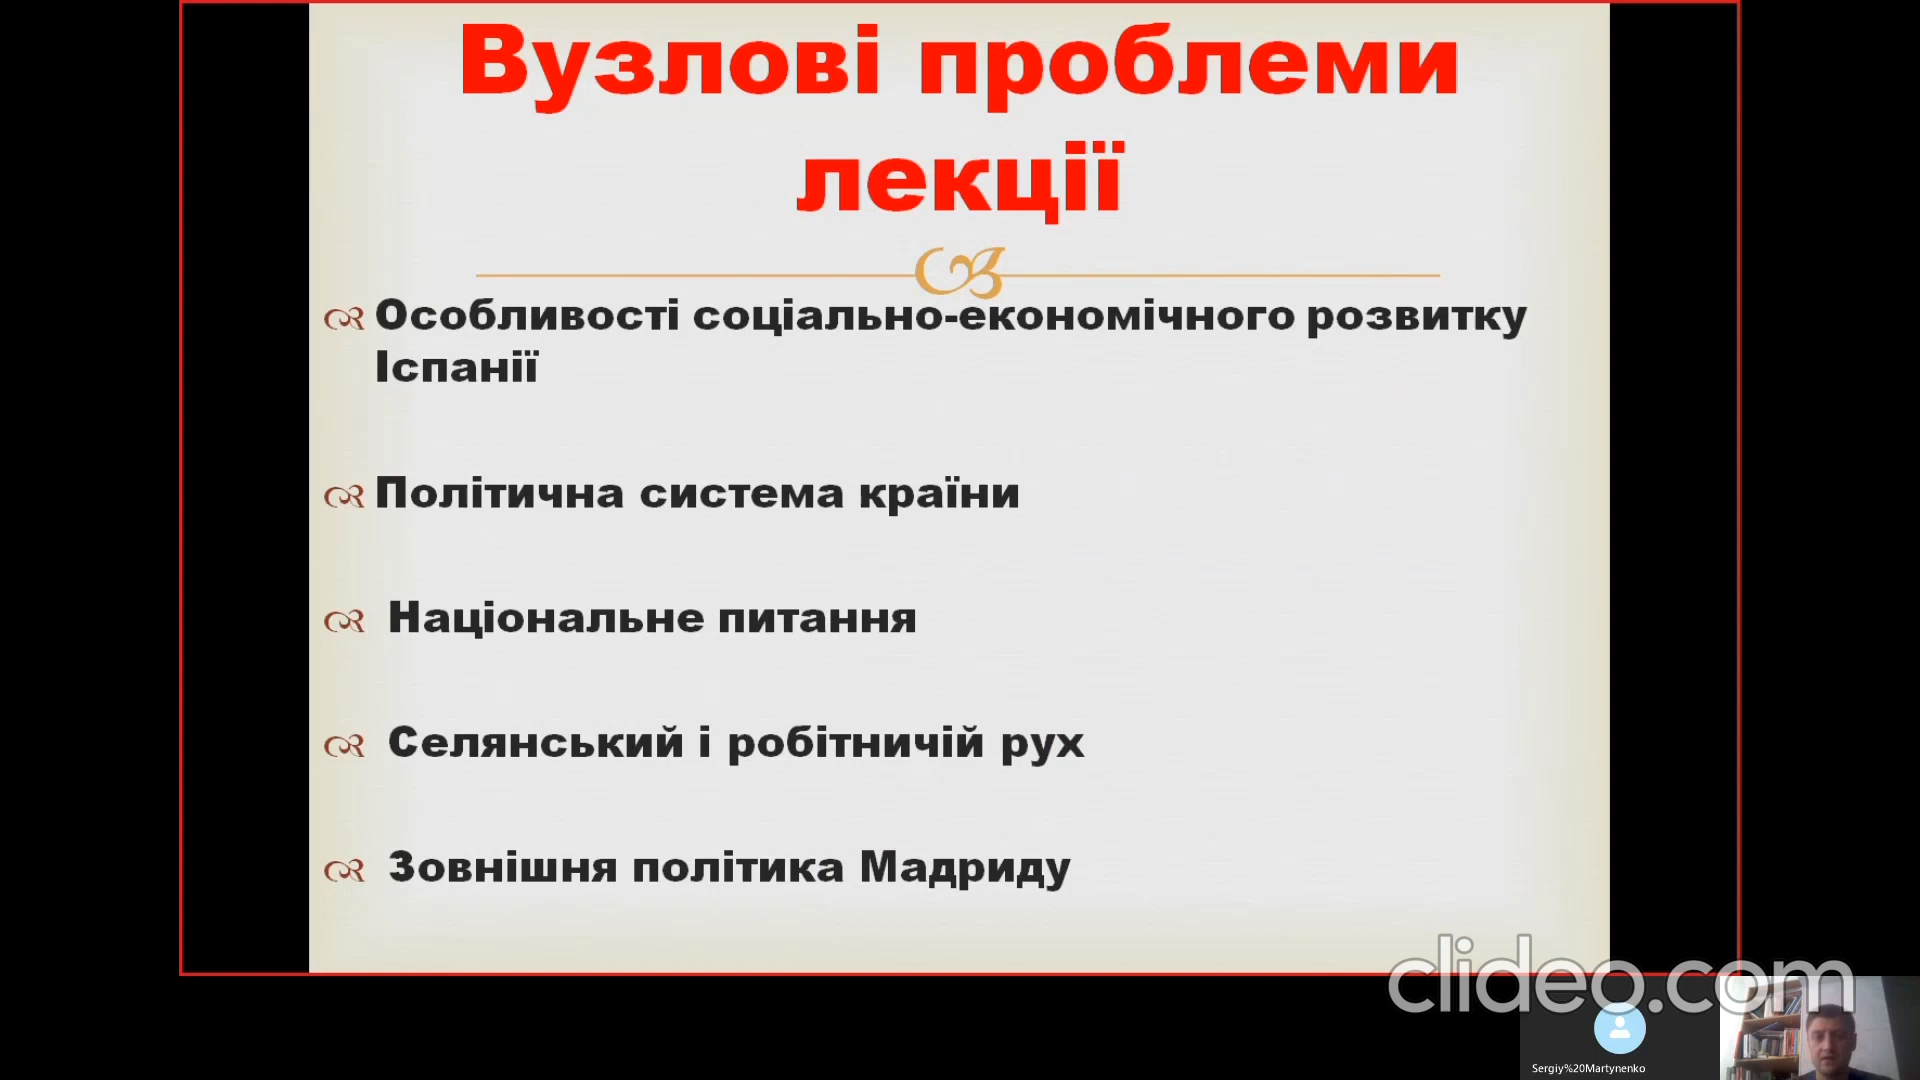 Вузлові проблеми
лекції
Особливості соціально-економічного розвитку
Іспанії
Політична система країни
Національне питання
Селянський і робітничій рух
Зовнішня політика Мадриду
clideo.com
Sergiy%20Martynenko